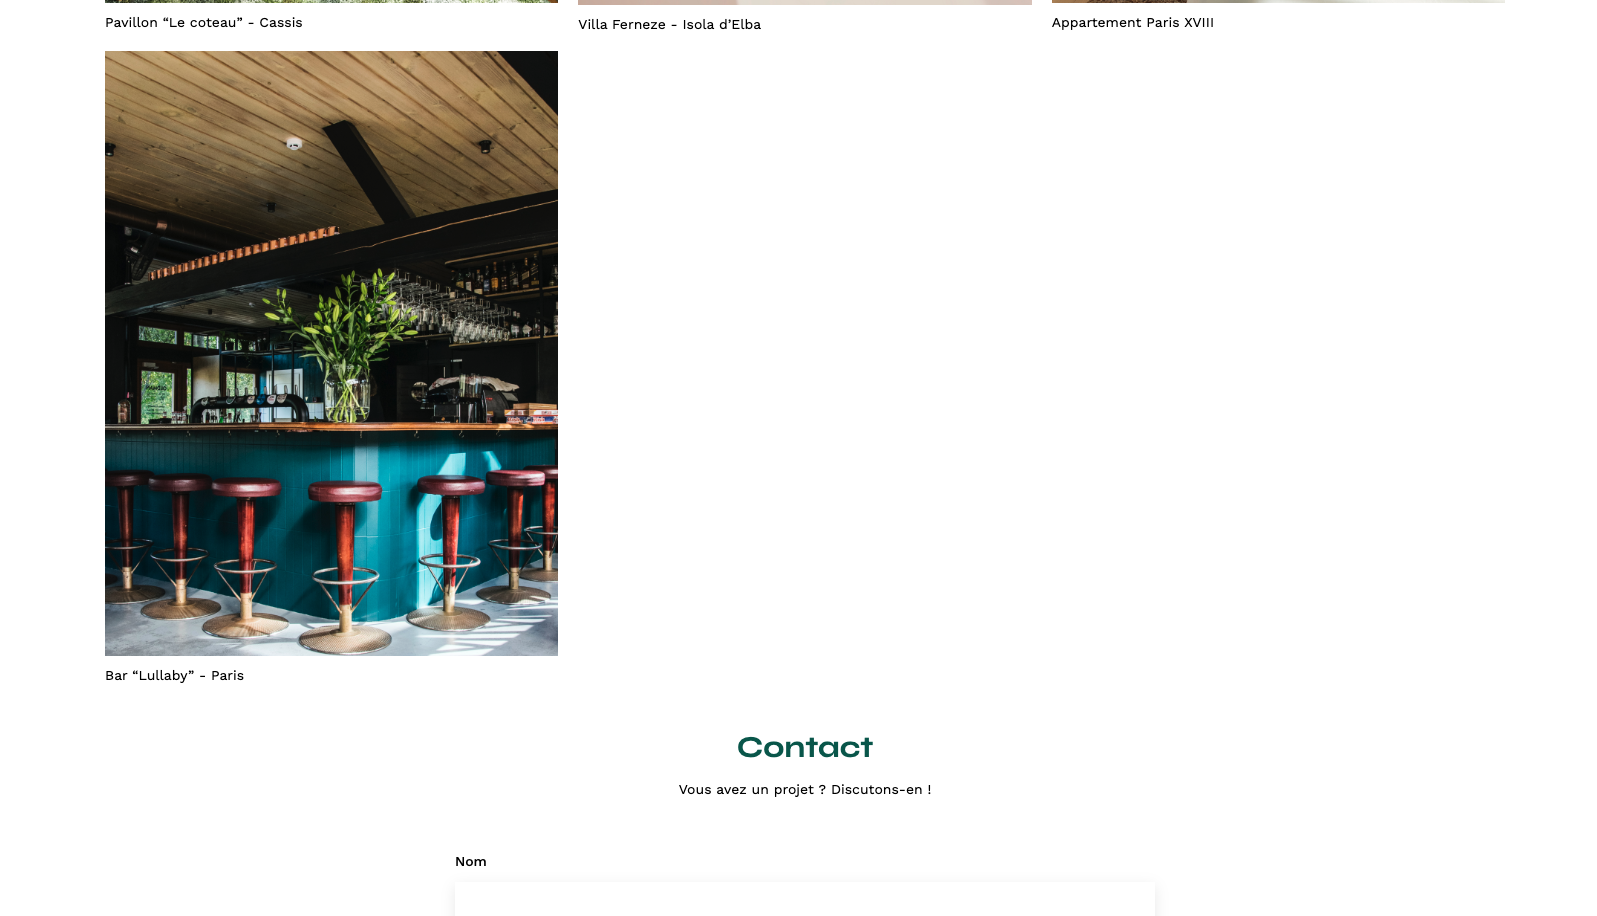 Pavillon “Le coteau” - Cassis
Villa Ferneze - Isola d’Elba
Appartement Paris XVIII
Bar “Lullaby” - Paris
Contact
Vous avez un projet ? Discutons-en !
Nom